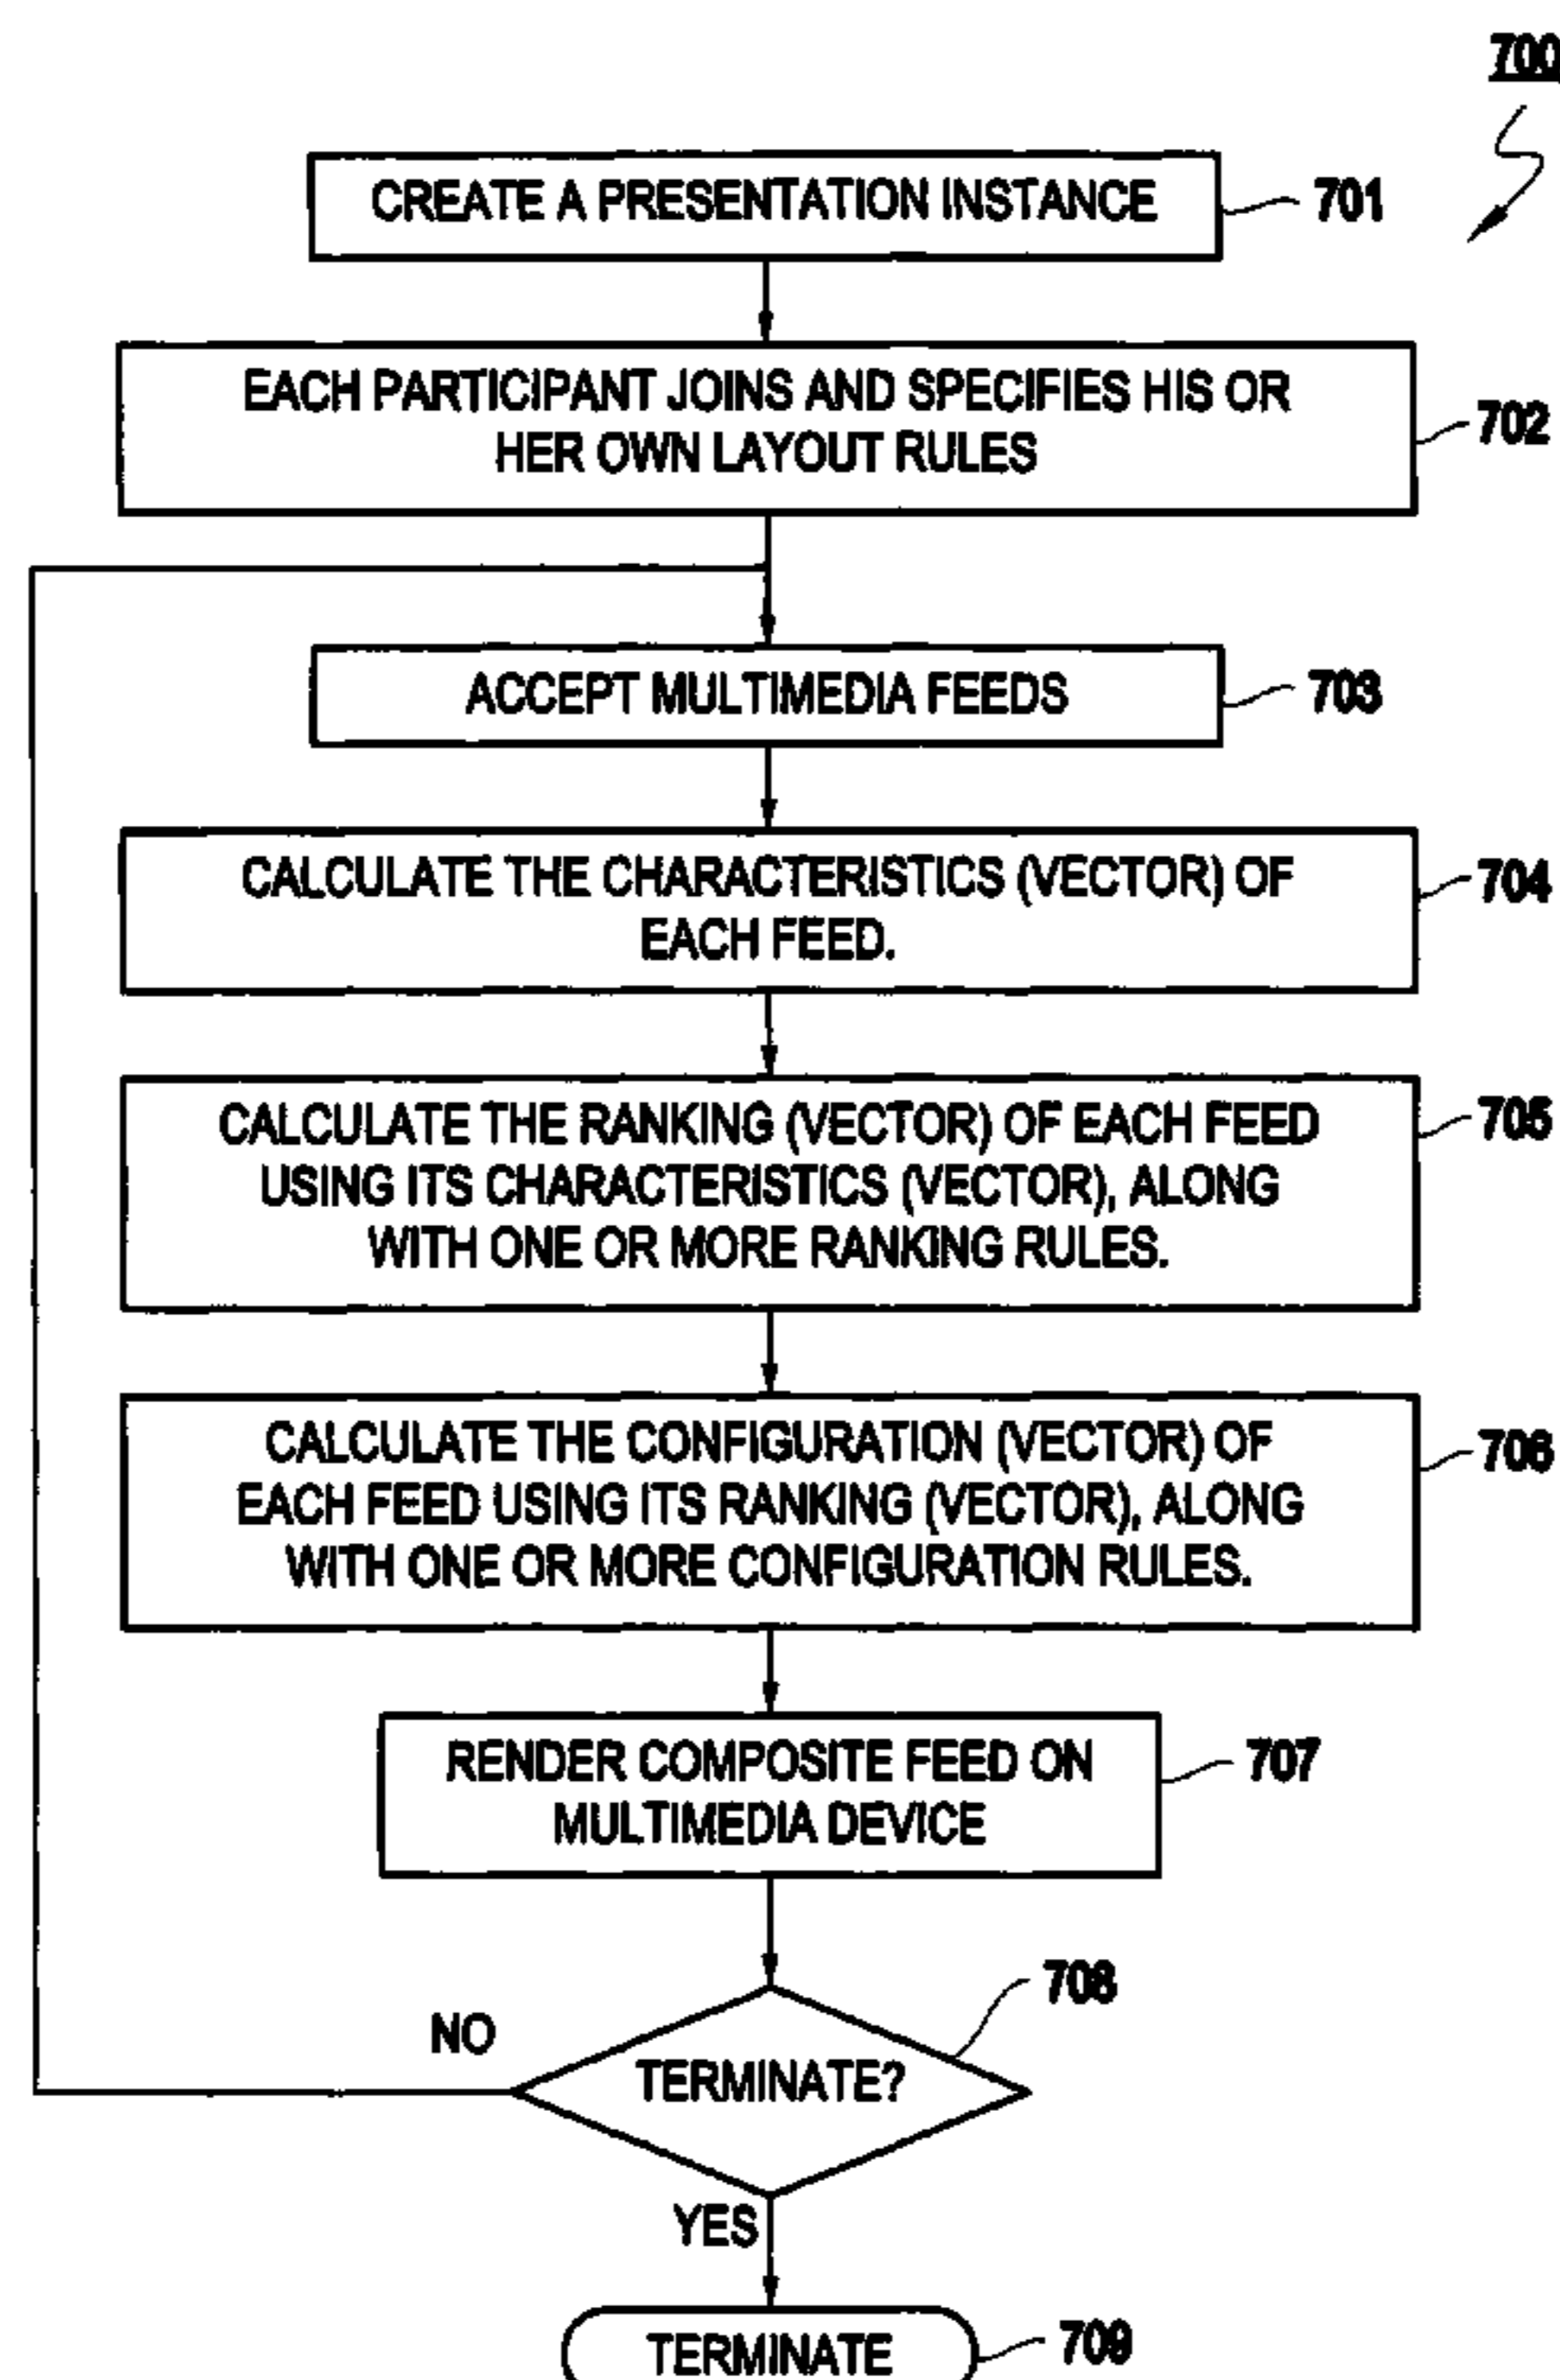 700
CREATE A PRESENTATION INSTANCE
701
EACH PARTICIPANT JOINS AND SPECIFIES HIS OR
HER OWN LAYOUT RULES
702
ACCEPT MULTIMEDIA FEEDS
703
CALCULATE THE CHARACTERISTICS (VECTOR) OF
EACH FEED.
704
CALCULATE THE RANKING (VECTOR) OF EACH FEED
USING ITS CHARACTERISTICS (VECTOR), ALONG
WITH ONE OR MORE RANKING RULES.
705
CALCULATE THE CONFIGURATION (VECTOR) OF
EACH FEED USING ITS RANKING (VECTOR), ALONG
WITH ONE OR MORE CONFIGURATION RULES.
706
RENDER COMPOSITE FEED ON
MULTIMEDIA DEVICE
707
708
NO
TERMINATE?
YES
TERMINATE
709